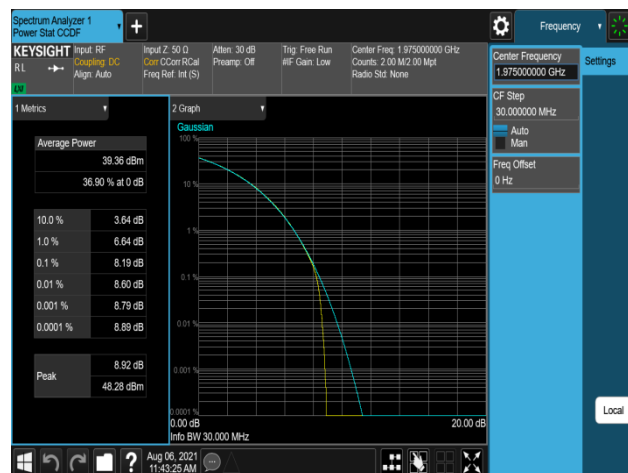 Spectrum Analyzer 1
Power Stat CCDF
Frequency
KEYSIGHT
Input: RF
Input Z: 50 Ω
Atten: 30 dB
Trig: Free Run
Center Freq: 1.975000000 GHz
RL
Coupling: DC
Corr CCorr RCal
Preamp: Off
#IF Gain: Low
Counts: 2.00 M/2.00 Mpt
Align: Auto
Freq Ref: Int (S)
Radio Std: None
Center Frequency
1.975000000 GHz
Settings
CF Step
30.000000 MHz
Auto
Man
Freq Offset
0 Hz
1 Metrics
Average Power
39.36 dBm
36.90 % at 0 dB
10.0 % 3.64 dB
1.0 % 6.64 dB
0.1 % 8.19 dB
0.01 % 8.60 dB
0.001 % 8.79 dB
0.0001 % 8.89 dB
Peak
8.92 dB
48.28 dBm
2 Graph
Gaussian
100 %
10 %
1 %
0.1 %
0.01 %
0.001 %
0.0001 %
0.00 dB
20.00 dB
Info BW 30.000 MHz
Local
?
Aug 06, 2021
11:43:25 AM